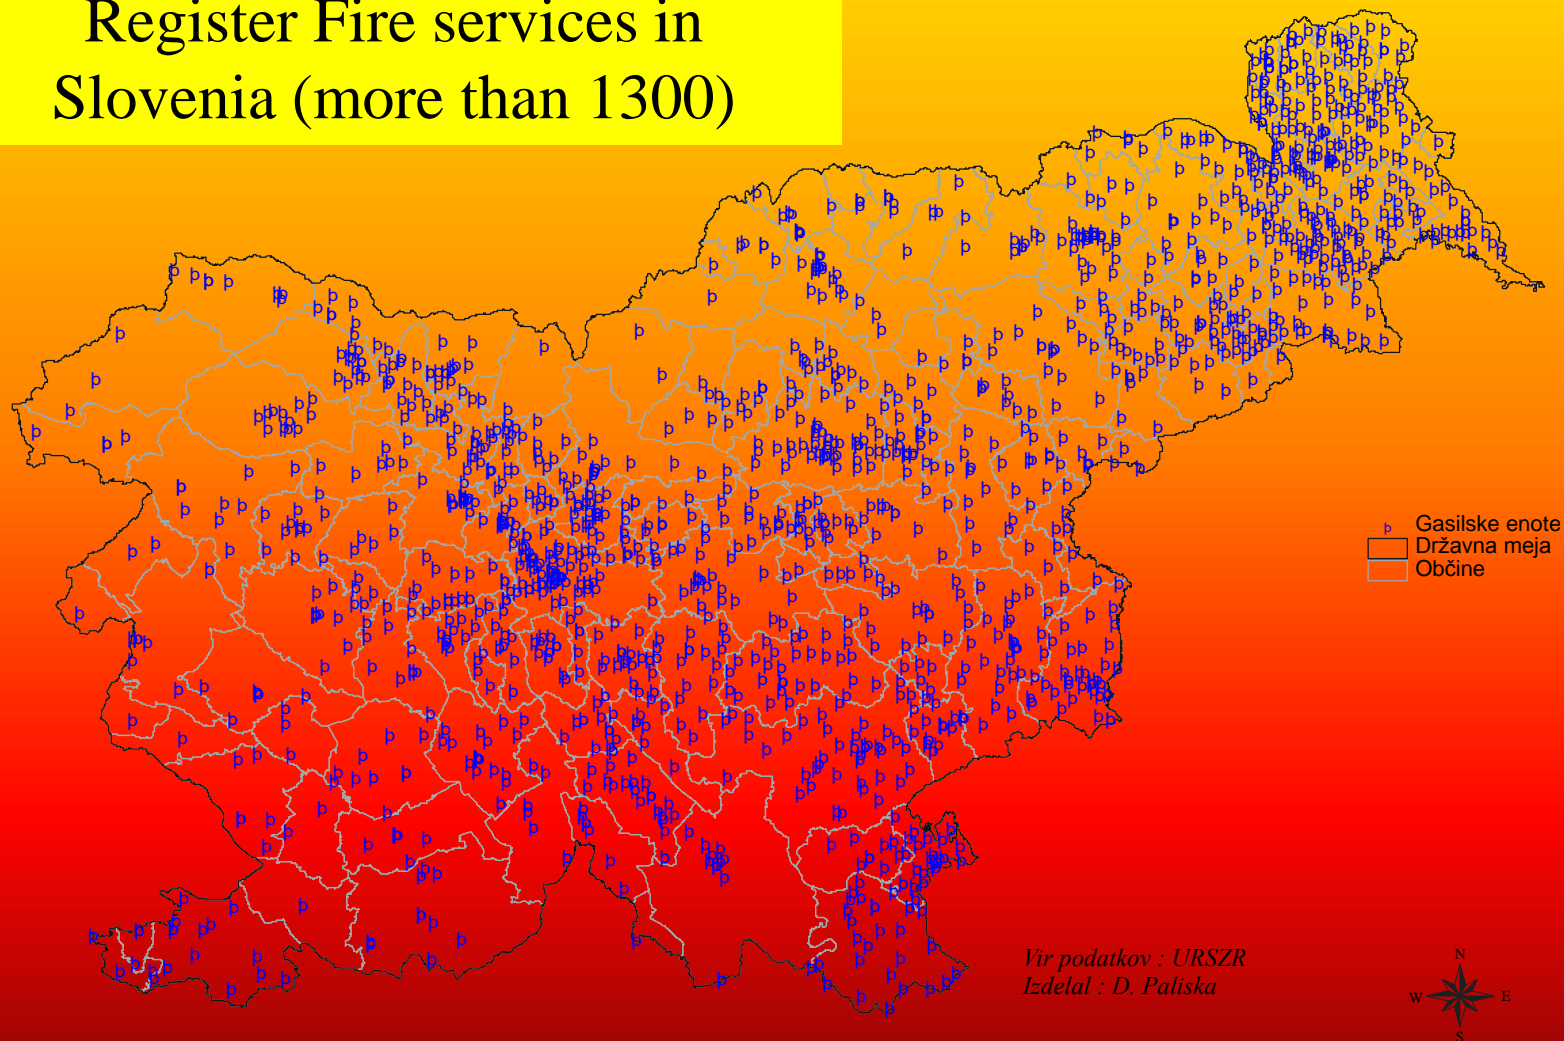 Register Fire services in
Slovenia (more than 1300)
þ Gasilske enote
Državna meja
Občine
Vir podatkov : URSZR
Izdelal : D. Paliska
N
W E
S